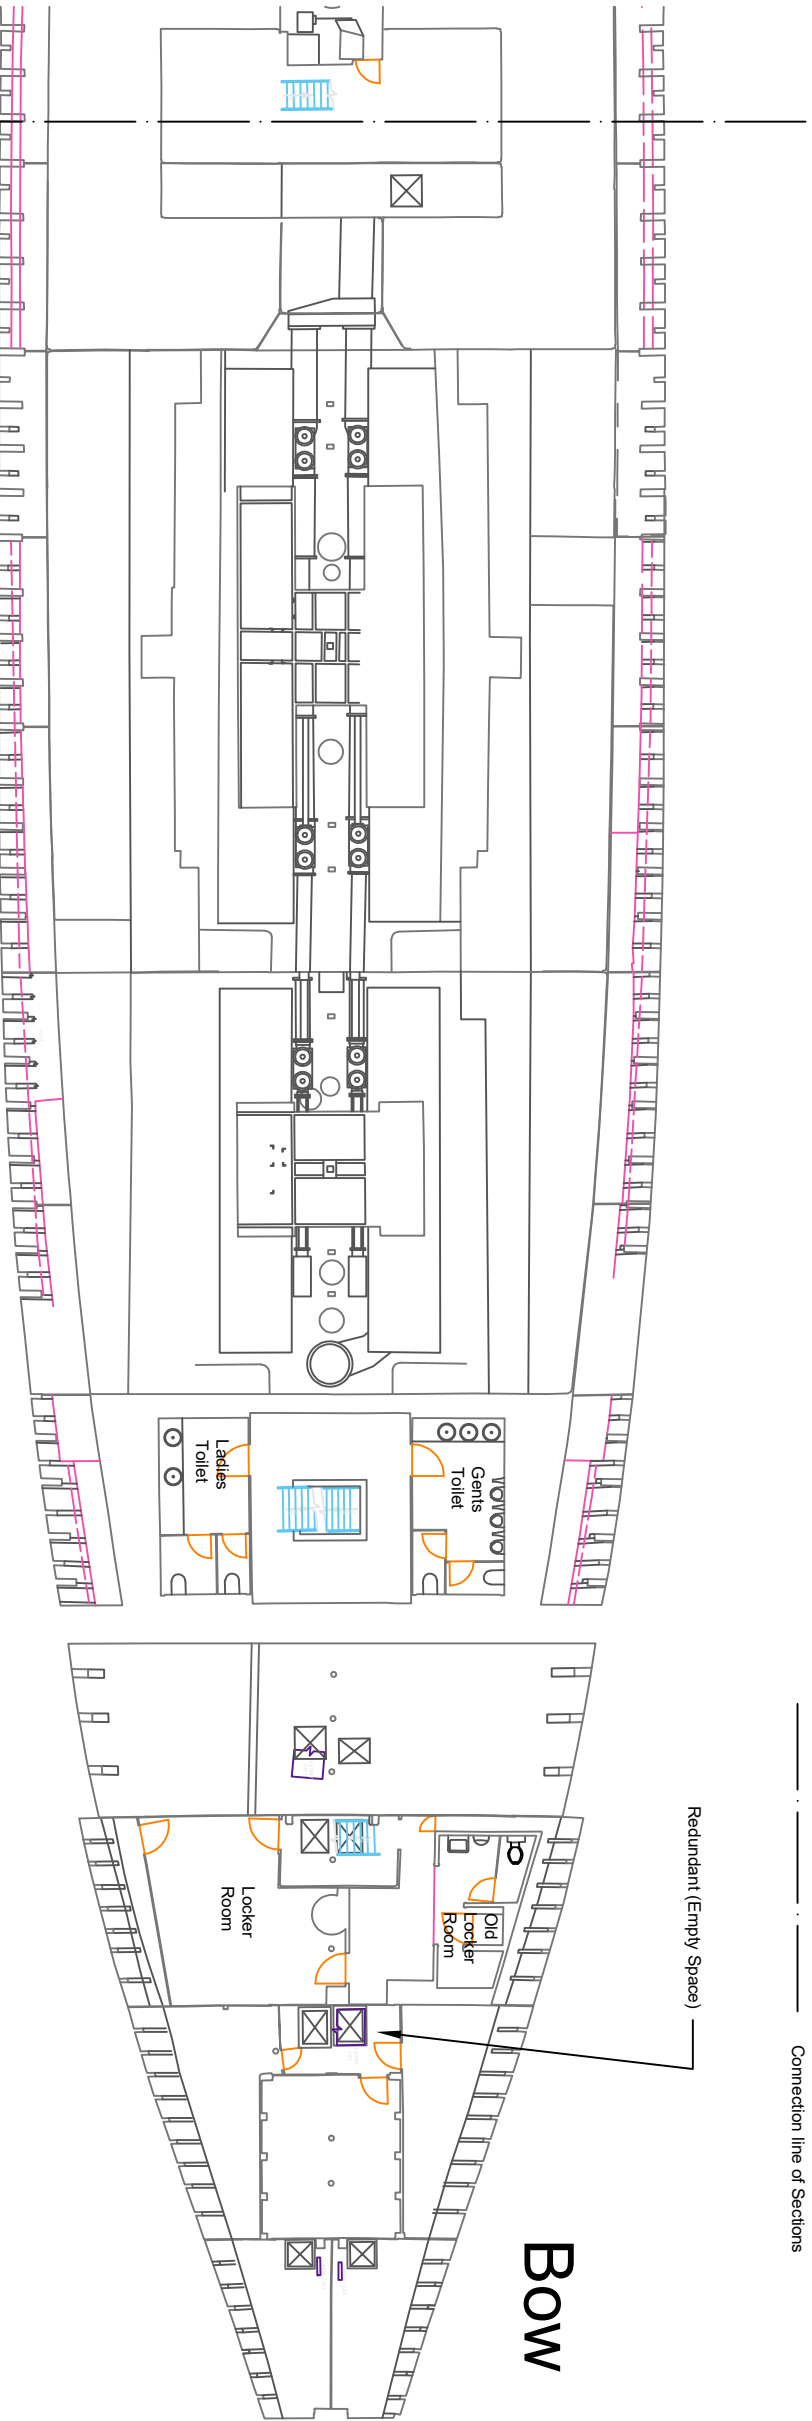 Ladies
Toilet
Gents
Toilet
Redundant (Empty Space)
Locker
Room
Old
Locker
Room
Connection line of Sections
Bow